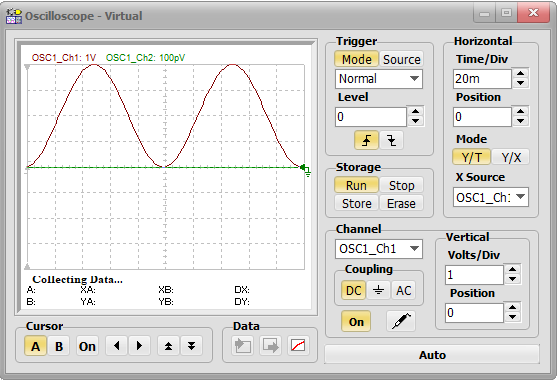 Oscilloscope - Virtual
OSC1_Ch1: 1V OSC1_Ch2: 100pV
Collecting Data...
A: XA: XB: DX:
B: YA: YB: DY:
Cursor
A B On
Data
Trigger
Mode Source
Normal
Level
0
Storage
Run Stop
Store Erase
Horizontal
Time/Div
20m
Position
0
Mode
Y/T Y/X
X Source
OSC1_Ch:
Channel
OSC1_Ch1
Coupling
DC AC
On
Vertical
Volts/Div
1
Position
0
Auto